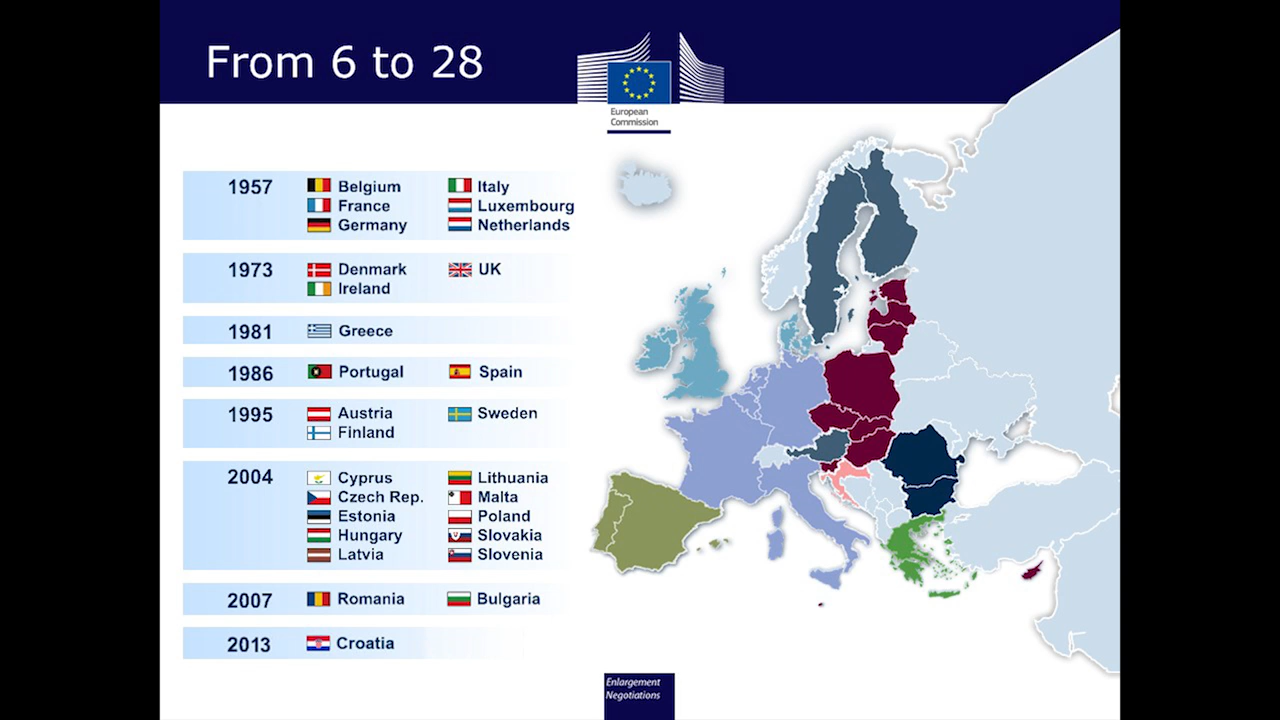 From 6 to 28
European
Commission
1957 Belgium Italy
France Luxembourg
Germany Netherlands
1973 Denmark UK
Ireland
1981 Greece
1986 Portugal Spain
1995 Austria Sweden
Finland
2004 Cyprus Lithuania
Czech Rep. Malta
Estonia Poland
Hungary Slovakia
Latvia Slovenia
2007 Romania Bulgaria
2013 Croatia
Enlargement
Negotiations